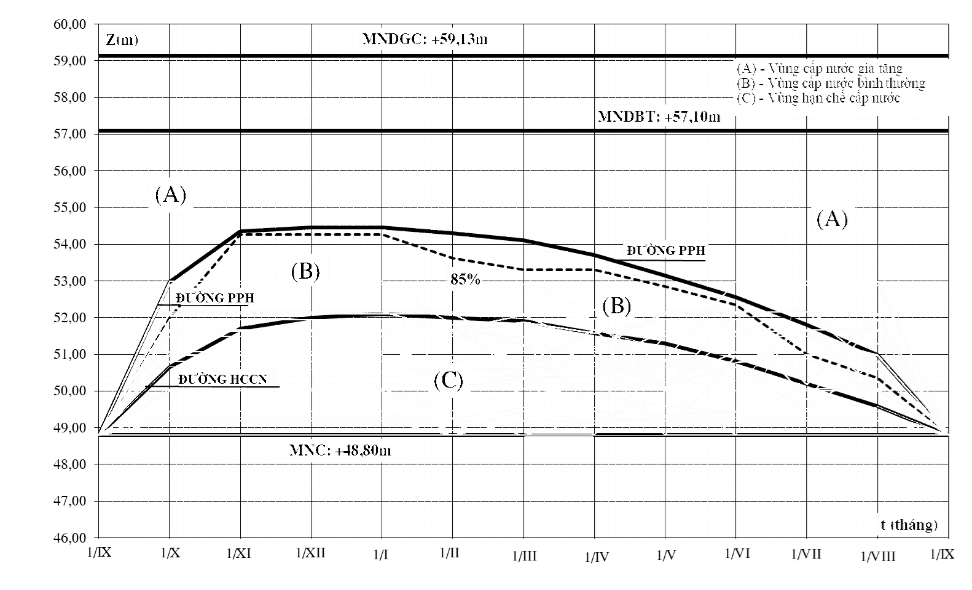 60,00
Z(m)
MNDGC: +59,13m
59,00
(A) - Vùng cấp nước gia tăng
(B) - Vùng cấp nước bình thường
(C) - Vùng hạn chế cấp nước
58,00
MNDBT: +57,10m
57,00
56,00
(A)
55,00
(A)
54,00
ĐƯỜNG PPH
(B)
85%
53,00
ĐƯỜNG PPH
(B)
52,00
51,00
ĐƯỜNG HCCN
(C)
50,00
49,00
MNC: +48,80m
48,00
47,00
t (tháng)
46,00
1/IX 1/X 1/XI 1/XII 1/I 1/II 1/III 1/IV 1/V 1/VI 1/VII 1/VIII 1/IX